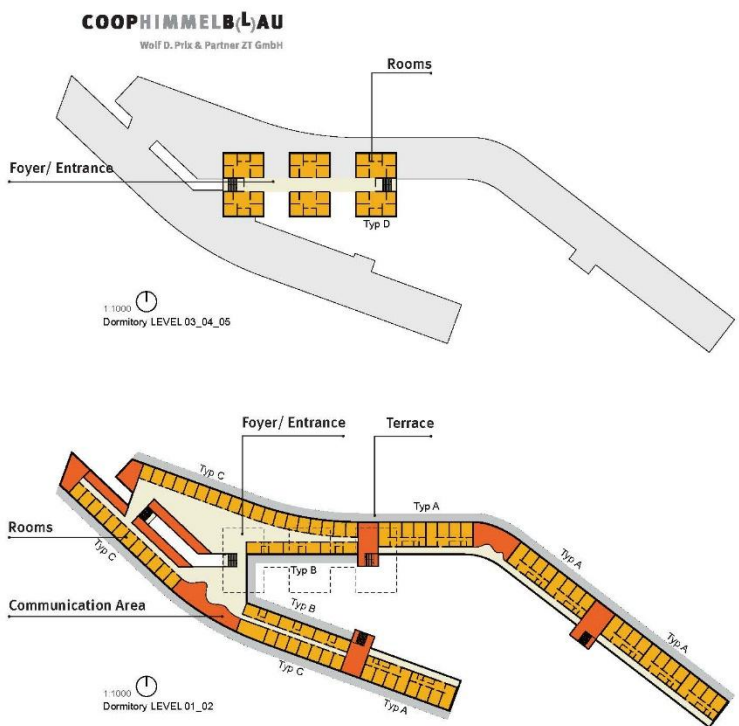 COOPHIMMELB(L)AU
Wolf D. Prix & Partner ZT GmbH
Rooms
Foyer/ Entrance
Typ D
1:1000
Dormitory LEVEL 03_04_05
Foyer/ Entrance
Terrace
Typ C
Typ A
Rooms
Typ A
Typ C
Typ B
Typ B
Communication Area
Typ A
Typ C
1:1000
Typ A
Dormitory LEVEL 01_02